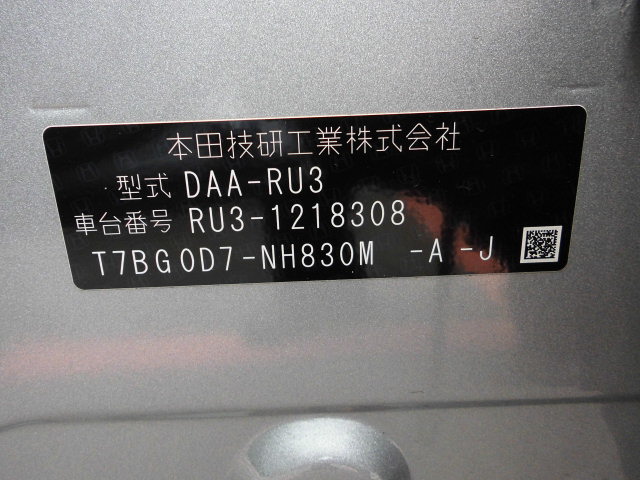 本田技研工業株式会社
型式 DAA-RU3
車台番号 RU3-1218308
T7BG0D7-NH830M -A -J